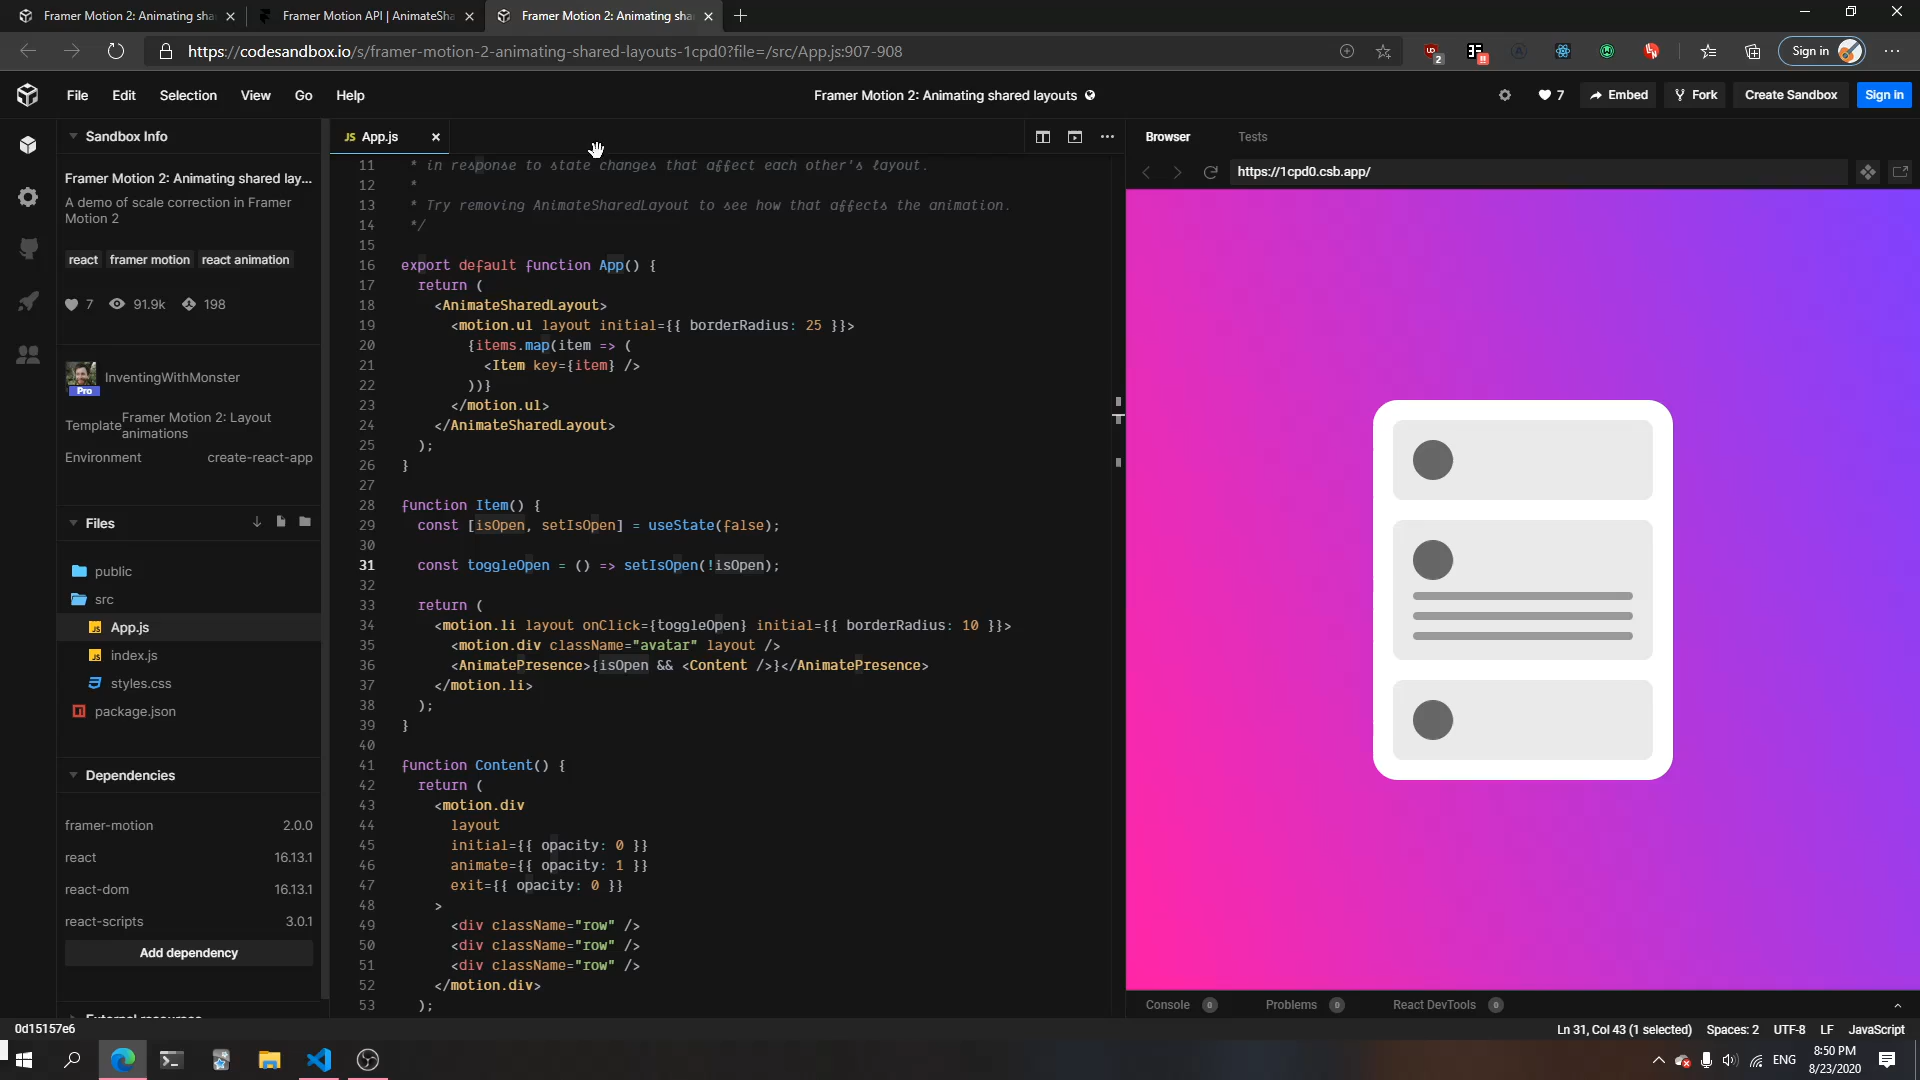 Framer Motion 2: Animating sha
Framer Motion API | AnimateSha
Framer Motion 2: Animating sha
https://codesandbox.io/s/framer-motion-2-animating-shared-layouts-1cpd0?file=/src/App.js:907-908
Sign in
File Edit Selection View Go Help
Framer Motion 2: Animating shared layouts
7
Embed
Fork
Create Sandbox
Sign in
Sandbox Info
Framer Motion 2: Animating shared lay...
A demo of scale correction in Framer
Motion 2
react framer motion react animation
7 91.9k 198
InventingWithMonster
Pro
Template Framer Motion 2: Layout
animations
Environment create-react-app
Files
public
src
App.js
index.js
styles.css
package.json
Dependencies
framer-motion 2.0.0
react 16.13.1
react-dom 16.13.1
react-scripts 3.0.1
Add dependency
JS App.js
11 * in response to state changes that affect each other's layout.
12 *
13 * Try removing AnimateSharedLayout to see how that affects the animation.
14 */
15
16 export default function App() {
17 return (
18 <AnimateSharedLayout>
19 <motion.ul layout initial={{ borderRadius: 25 }}>
20 {items.map(item => (
21 <Item key={item} />
22 ))}
23 </motion.ul>
24 </AnimateSharedLayout>
25 );
26 }
27
28 function Item() {
29 const [isOpen, setIsOpen] = useState(false);
30
31 const toggleOpen = () => setIsOpen(!isOpen);
32
33 return (
34 <motion.li layout onClick={toggleOpen} initial={{ borderRadius: 10 }}>
35 <motion.div className="avatar" layout />
36 <AnimatePresence>{isOpen && <Content />}</AnimatePresence>
37 </motion.li>
38 );
39 }
40
41 function Content() {
42 return (
43 <motion.div
44 layout
45 initial={{ opacity: 0 }}
46 animate={{ opacity: 1 }}
47 exit={{ opacity: 0 }}
48 >
49 <div className="row" />
50 <div className="row" />
51 <div className="row" />
52 </motion.div>
53 );
Browser Tests
https://1cpd0.csb.app/
Console 0 Problems 0 React DevTools 0
0d15157e6
Ln 31, Col 43 (1 selected) Spaces: 2 UTF-8 LF JavaScript
ENG
8:50 PM
8/23/2020